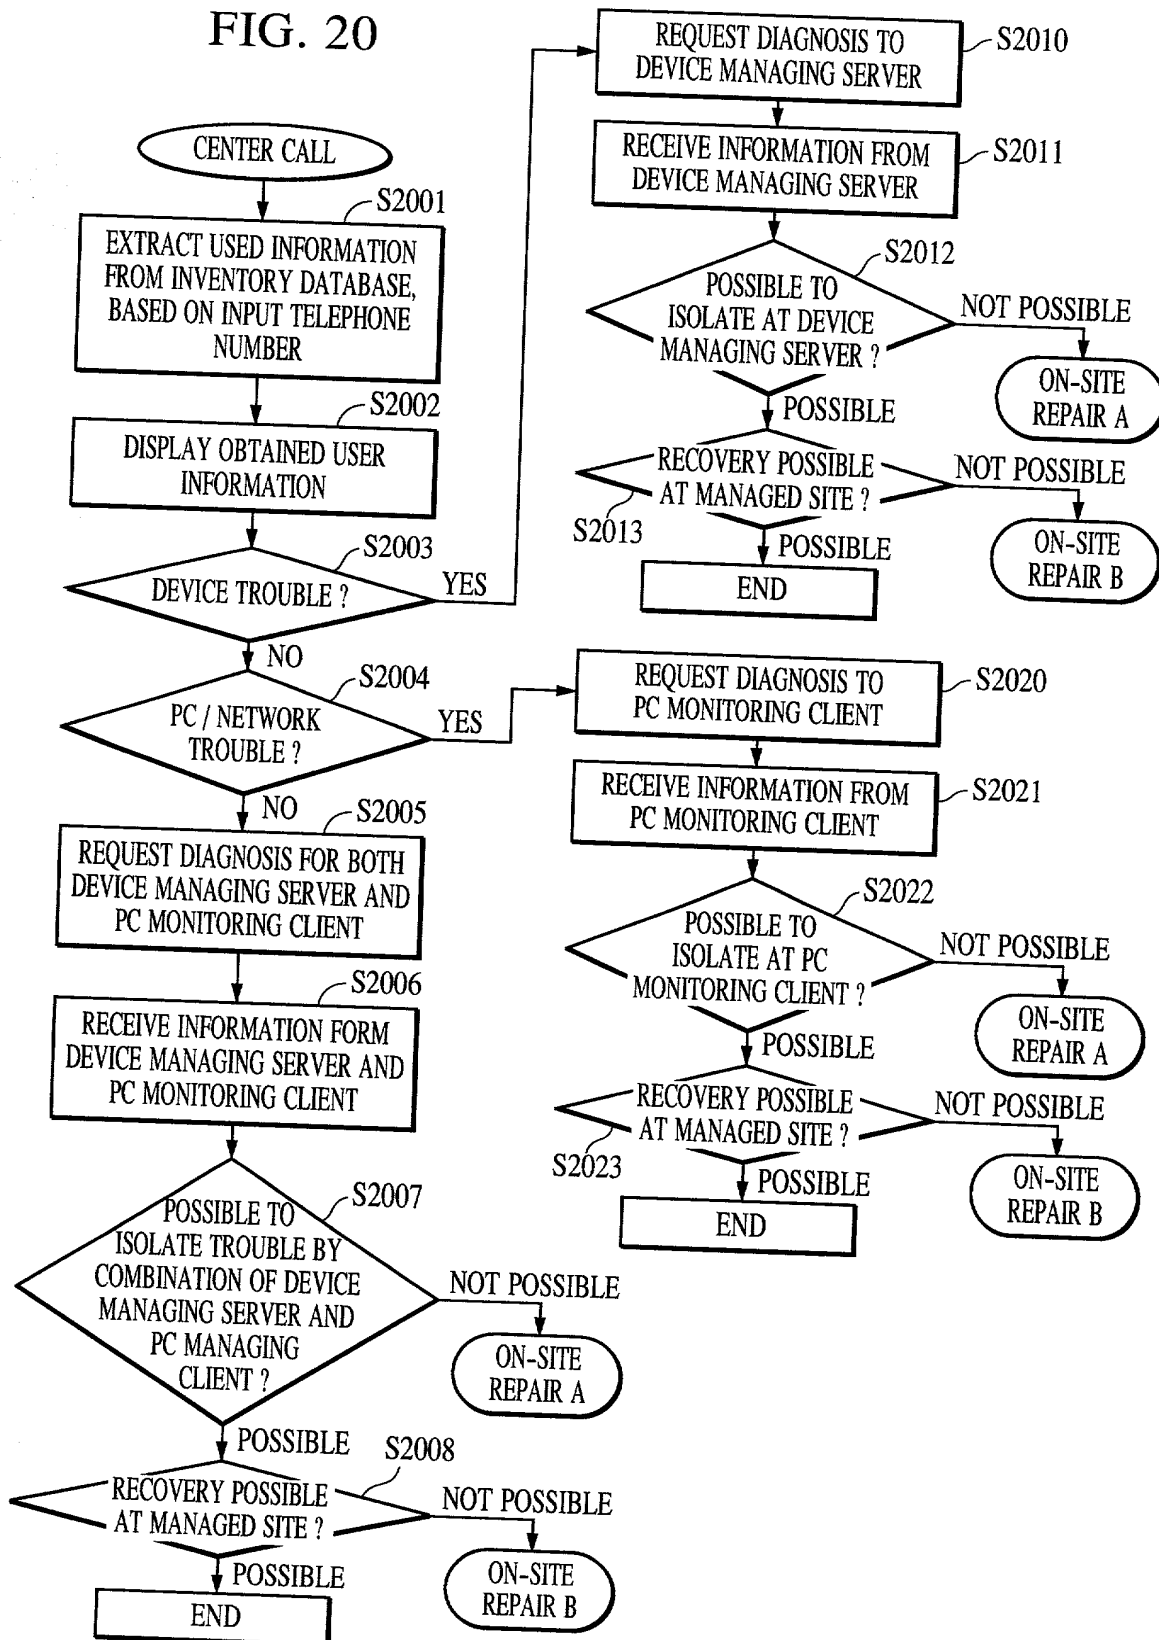 FIG. 20
CENTER CALL
S2001
EXTRACT USED INFORMATION
FROM INVENTORY DATABASE,
BASED ON INPUT TELEPHONE
NUMBER
S2002
DISPLAY OBTAINED USER
INFORMATION
S2003
DEVICE TROUBLE ?
YES
NO
S2004
PC / NETWORK
TROUBLE ?
YES
NO
S2005
REQUEST DIAGNOSIS FOR BOTH
DEVICE MANAGING SERVER AND
PC MONITORING CLIENT
S2006
RECEIVE INFORMATION FORM
DEVICE MANAGING SERVER AND
PC MONITORING CLIENT
S2007
POSSIBLE TO
ISOLATE TROUBLE BY
COMBINATION OF DEVICE
MANAGING SERVER AND
PC MANAGING
CLIENT ?
NOT POSSIBLE
ON-SITE
REPAIR A
POSSIBLE
S2008
RECOVERY POSSIBLE
AT MANAGED SITE ?
NOT POSSIBLE
ON-SITE
REPAIR B
POSSIBLE
END
REQUEST DIAGNOSIS TO
DEVICE MANAGING SERVER
S2010
RECEIVE INFORMATION FROM
DEVICE MANAGING SERVER
S2011
S2012
POSSIBLE TO
ISOLATE AT DEVICE
MANAGING SERVER ?
NOT POSSIBLE
ON-SITE
REPAIR A
POSSIBLE
RECOVERY POSSIBLE
AT MANAGED SITE ?
S2013
NOT POSSIBLE
ON-SITE
REPAIR B
POSSIBLE
END
REQUEST DIAGNOSIS TO
PC MONITORING CLIENT
S2020
RECEIVE INFORMATION FROM
PC MONITORING CLIENT
S2021
S2022
POSSIBLE TO
ISOLATE AT PC
MONITORING CLIENT ?
NOT POSSIBLE
ON-SITE
REPAIR A
POSSIBLE
RECOVERY POSSIBLE
AT MANAGED SITE ?
S2023
NOT POSSIBLE
ON-SITE
REPAIR B
POSSIBLE
END